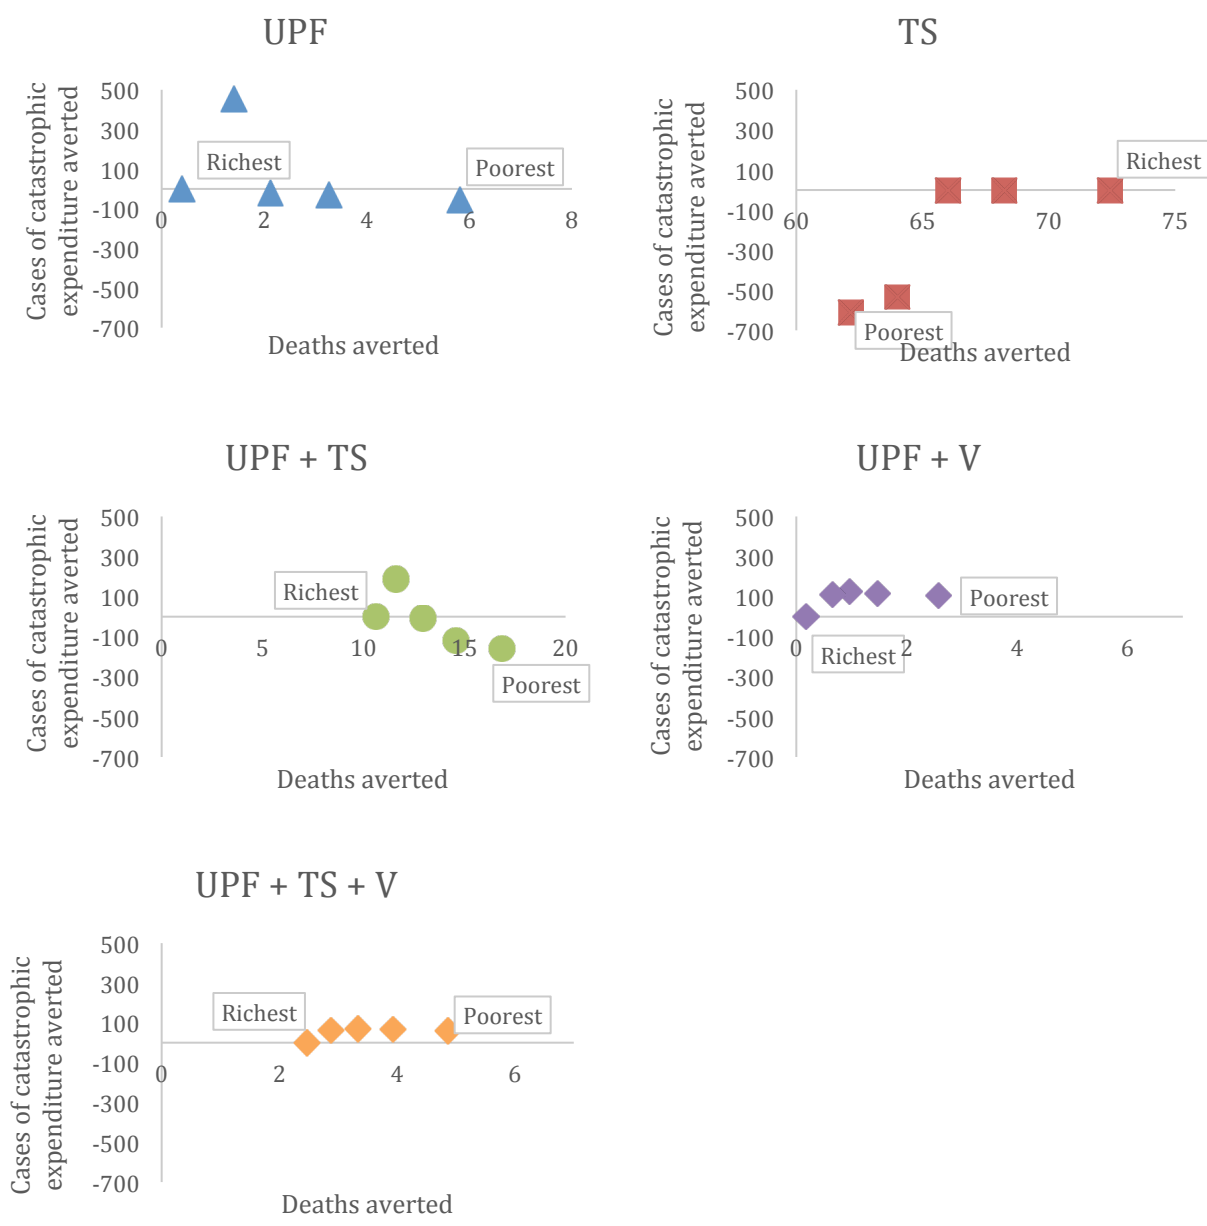 UPF
Cases of catastrophic
expenditure averted
500
300
100
-100
-300
-500
-700
0
2
4
6
8
Richest
Poorest
Deaths averted
TS
Cases of catastrophic
expenditure averted
500
300
100
-100
-300
-500
-700
60
65
70
75
Richest
Poorest
Deaths averted
UPF + TS
Cases of catastrophic
expenditure averted
500
300
100
-100
-300
-500
-700
0
5
10
15
20
Richest
Poorest
Deaths averted
UPF + V
Cases of catastrophic
expenditure averted
500
300
100
-100
-300
-500
-700
0
2
4
6
Poorest
Richest
Deaths averted
UPF + TS + V
Cases of catastrophic
expenditure averted
500
300
100
-100
-300
-500
-700
0
2
4
6
Richest
Poorest
Deaths averted